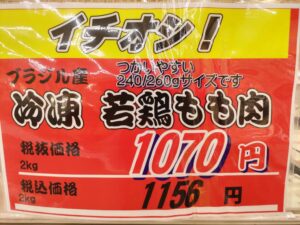 イチオシ!
ブラジル産
つかいやすい
240/260gサイズです
冷凍 若鶏もも肉
税抜価格
2kg
1070円
税込価格
2kg
1156円